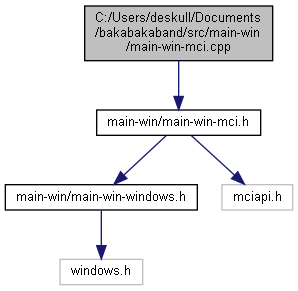 C:/Users/deskull/Documents
/bakabakaband/src/main-win
/main-win-mci.cpp
main-win/main-win-mci.h
main-win/main-win-windows.h
mciapi.h
windows.h